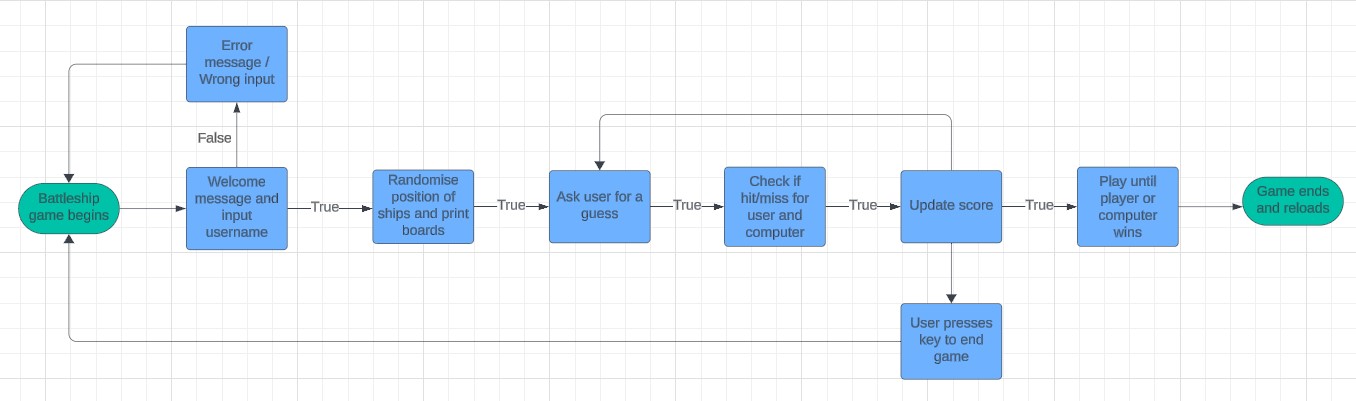 Error
message /
Wrong input
False
Battleship
game begins
Welcome
message and
input
username
True
Randomise
position of
ships and print
boards
True
Ask user for a
guess
True
Check if
hit/miss for
user and
computer
True
Update score
True
Play until
player or
computer
wins
Game ends
and reloads
User presses
key to end
game